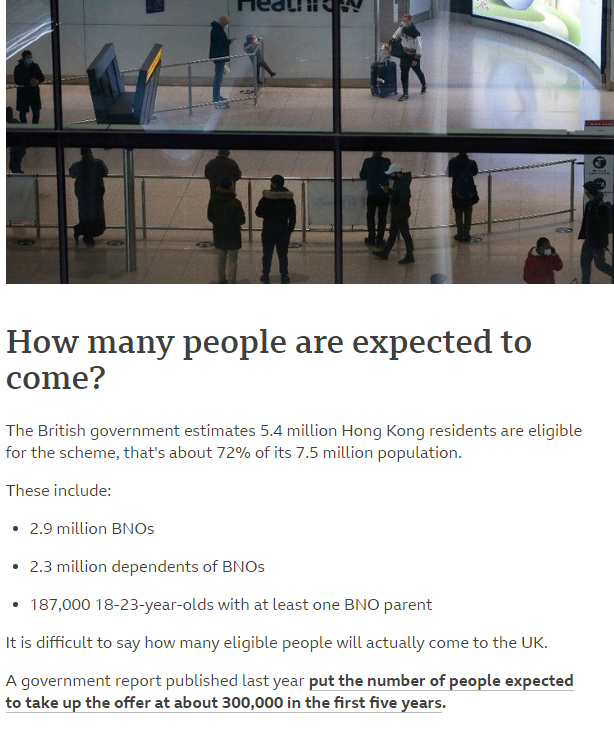 Heathrow
How many people are expected to
come?
The British government estimates 5.4 million Hong Kong residents are eligible
for the scheme, that's about 72% of its 7.5 million population.
These include:
• 2.9 million BNOs
• 2.3 million dependents of BNOs
• 187,000 18-23-year-olds with at least one BNO parent
It is difficult to say how many eligible people will actually come to the UK.
A government report published last year put the number of people expected
to take up the offer at about 300,000 in the first five years.